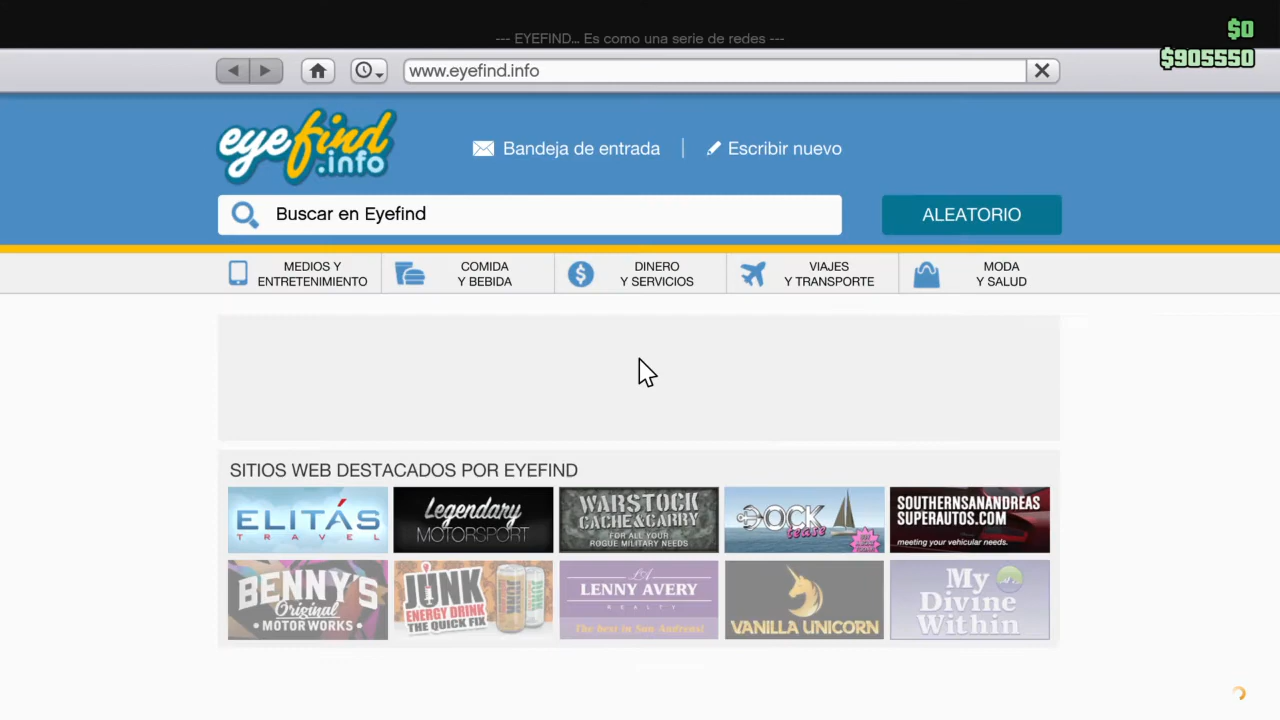 $0
--- EYEFIND... Es como una serie de redes ---
$905550
www.eyefind.info
eyefind
.info
Bandeja de entrada
Escribir nuevo
Buscar en Eyefind
ALEATORIO
MEDIOS Y
ENTRETENIMIENTO
COMIDA
Y BEBIDA
DINERO
Y SERVICIOS
VIAJES
Y TRANSPORTE
MODA
Y SALUD
SITIOS WEB DESTACADOS POR EYEFIND
ELITÁS
TRAVEL
Legendary
MOTORSPORT
WARSTOCK
CACHE&CARRY
FOR ALL YOUR
ROGUE MILITARY NEEDS
DOCK
tease
SOUTHERNSANANDREAS
SUPERAUTOS.COM
meeting your vehicular needs.
BENNY'S
Original
• MOTOR WORKS •
JUNK
ENERGY DRINK
THE QUICK FIX
LA
LENNY AVERY
REALTY
The best in San Andreas!
VANILLA UNICORN
My
Divine
Within